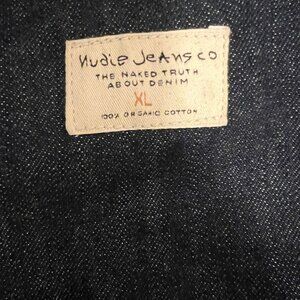 Nudie Jeans co
THE NAKED TRUTH
ABOUT DENIM
XL
100% ORGANIC COTTON